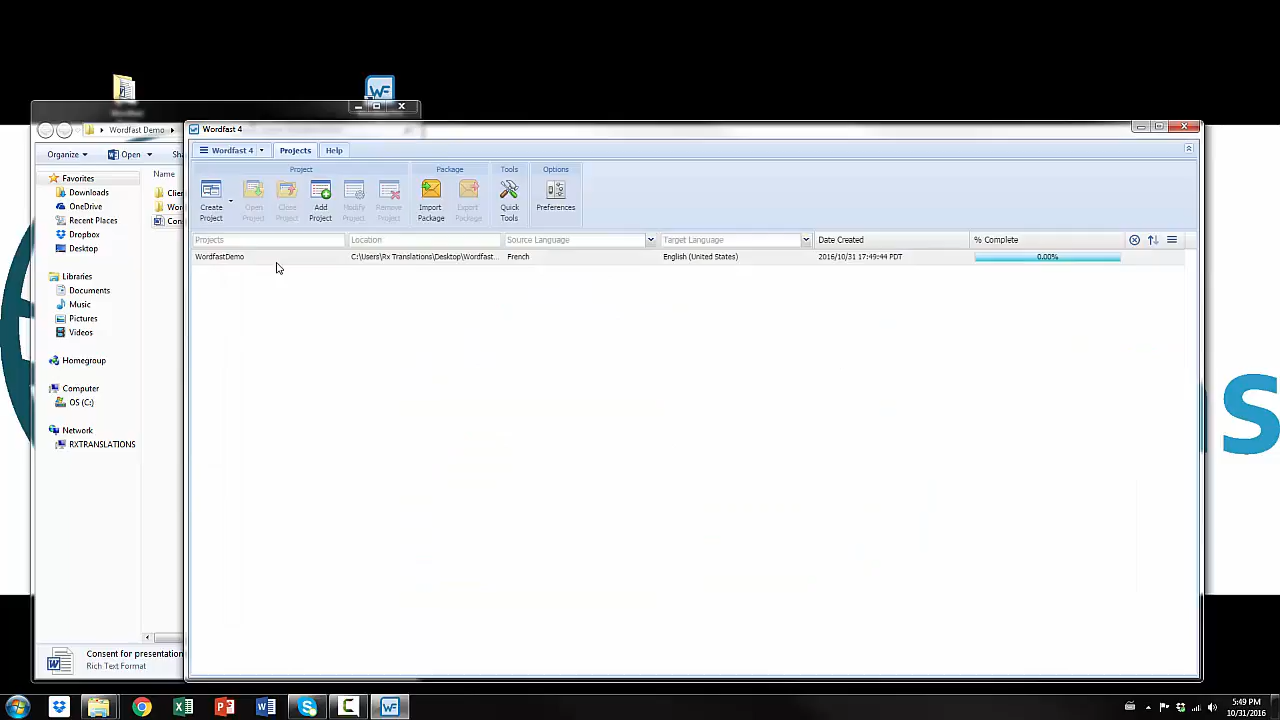 WF
Wordfast Demo
Organize
Open
Name
Favorites
Downloads
OneDrive
Recent Places
Dropbox
Desktop
Libraries
Documents
Music
Pictures
Videos
Homegroup
Computer
OS (C:)
Network
RXTRANSLATIONS
Consent for presentation
Rich Text Format
Wordfast 4
Wordfast 4 Projects Help
Project Package Tools Options
Create Project
Open Project
Close Project
Add Project
Modify Project
Remove Project
Import Package
Export Package
Quick Tools
Preferences
Projects Location Source Language Target Language Date Created % Complete
WordfastDemo C:\Users\Rx Translations\Desktop\Wordfast... French English (United States) 2016/10/31 17:49:44 PDT 0.00%
s
5:49 PM
10/31/2016